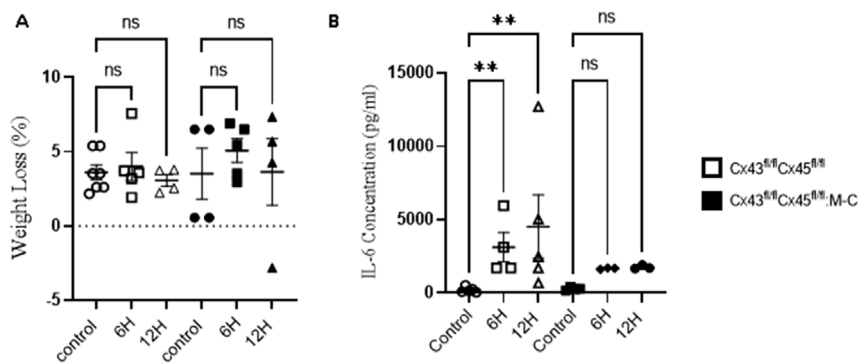 A
ns
ns
ns
ns
10
5
0
-5
Weight Loss (%)
control
6H
12H
control
6H
12H
B
**
ns
**
ns
15000
10000
5000
0
IL-6 Concentration (pg/ml)
Control
6H
12H
Control
6H
12H
Cx43fl/flCx45fl/fl
Cx43fl/flCx45fl/fl:M-C